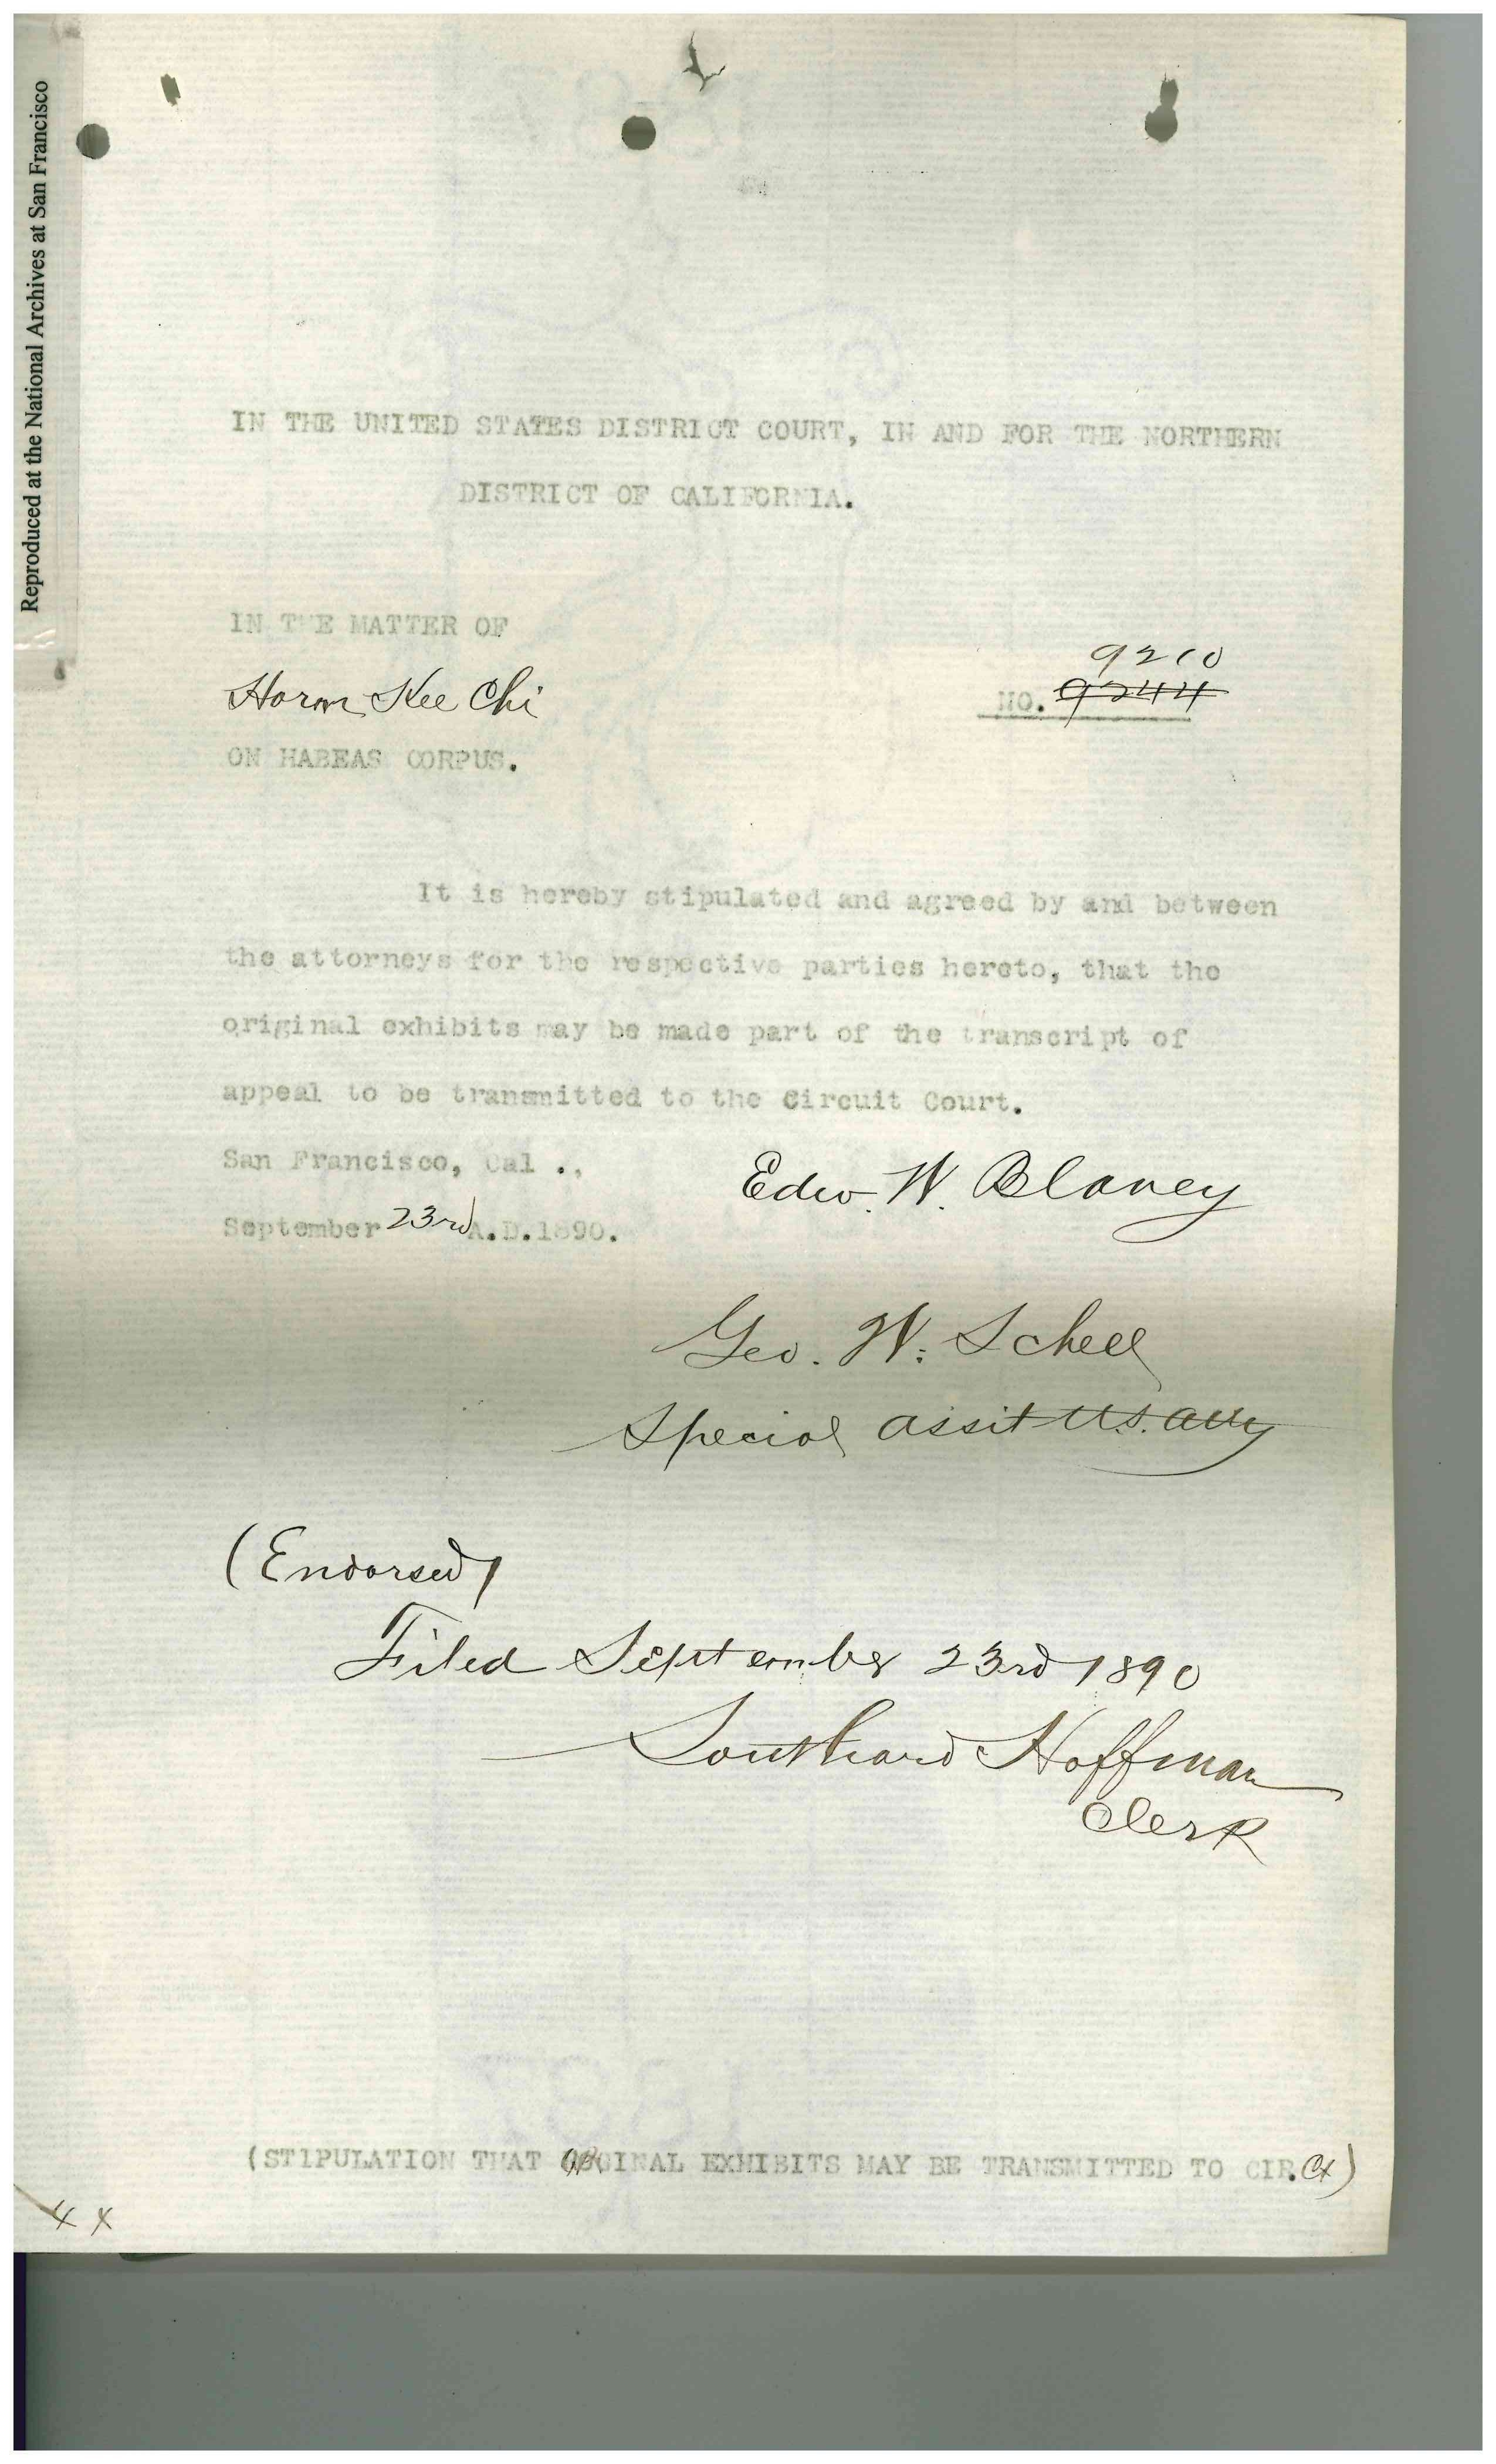 Reproduced at the National Archives at San Francisco
IN THE UNITED STATES DISTRICT COURT, IN AND FOR THE NORTHERN
DISTRICT OF CALIFORNIA.
IN THE MATTER OF
9210
Horn Kee Chi
NO. 9244
ON HABEAS CORPUS.
It is hereby stipulated and agreed by and between
the attorneys for the respective parties hereto, that the
original exhibits may be made part of the transcript of
appeal to be transmitted to the Circuit Court.
San Francisco, Cal .,
Edw. W. Blaney
September 23rd A.D.1890.
Geo. W. Schell
Special Assit U.S. Atty
(Endorsed)
Filed September 23rd 1890
Southard Hoffman
Clerk
(STIPULATION THAT ORIGINAL EXHIBITS MAY BE TRANSMITTED TO CIR. Ct)
4 X